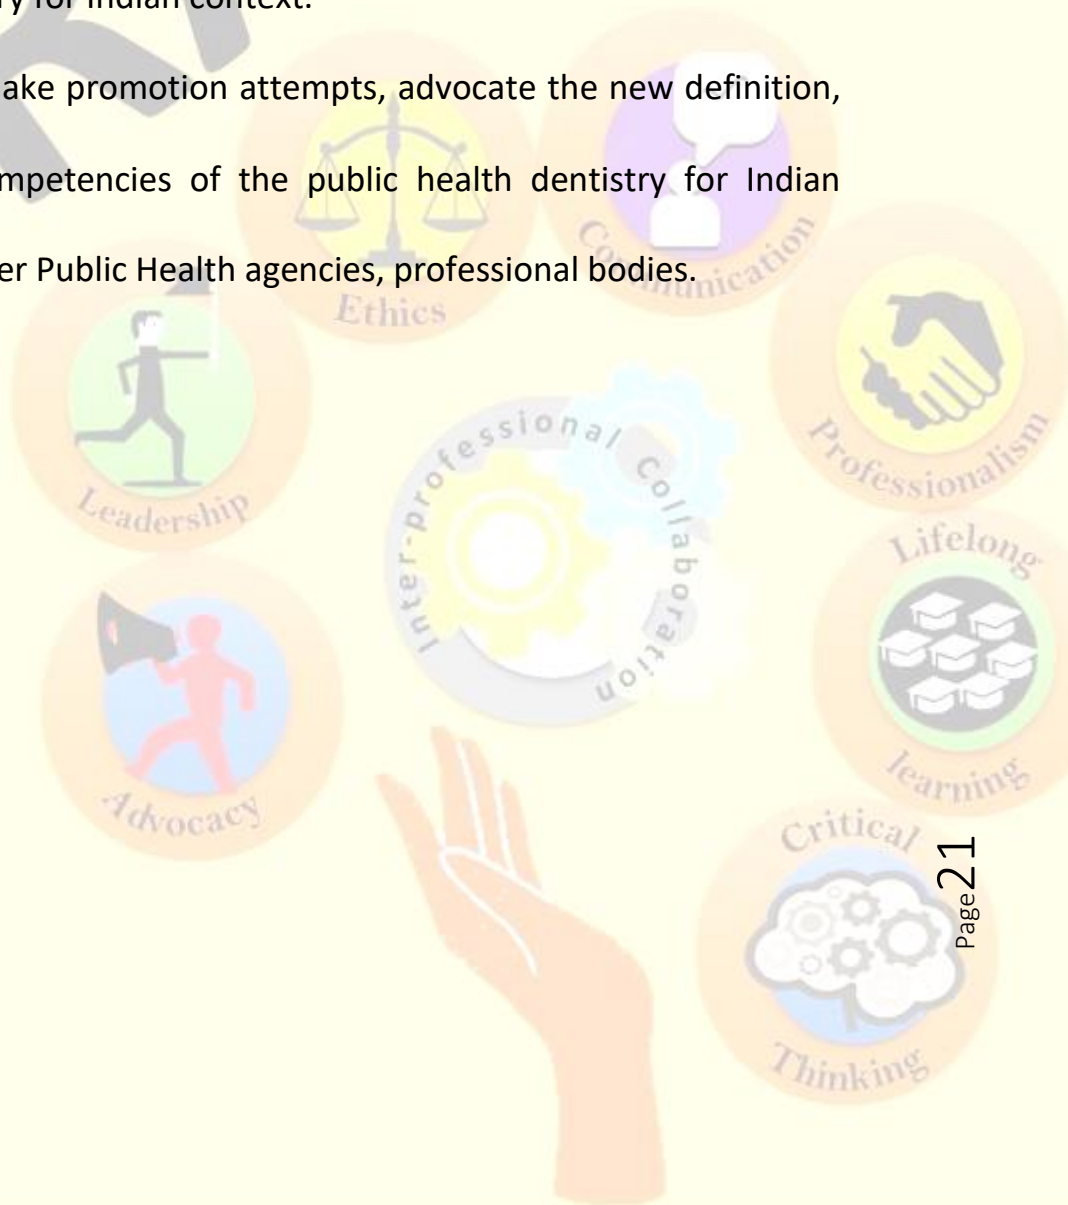 ry for Indian context.
ake promotion attempts, advocate the new definition,
mpetencies of the public health dentistry for Indian
er Public Health agencies, professional bodies.
Ethics
Communication
Leadership
Professionalism
Inter-professional Collaboration
Lifelong
learning
Advocacy
Critical
Thinking
Page21